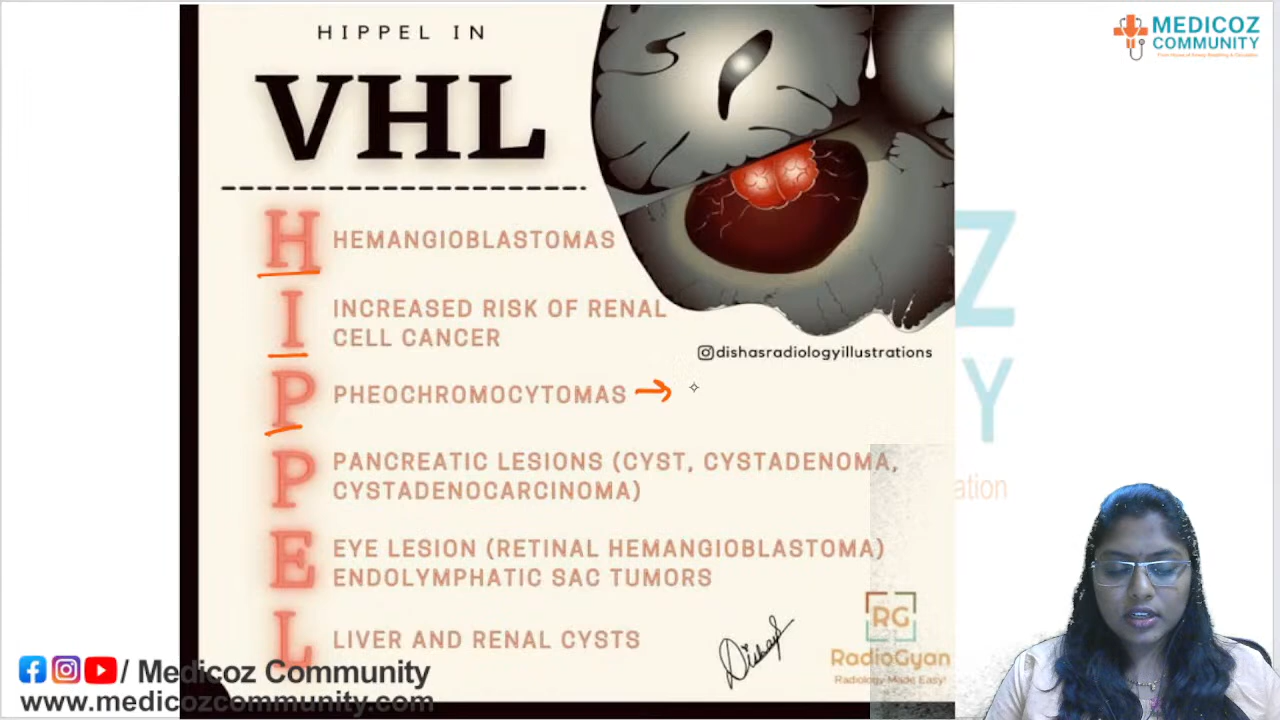 HIPPEL IN
VHL
MEDICOZ
COMMUNITY
H HEMANGIOBLASTOMAS
I INCREASED RISK OF RENAL
CELL CANCER
dishasradiologyillustrations
P PHEOCHROMOCYTOMAS
P PANCREATIC LESIONS (CYST, CYSTADENOMA,
CYSTADENOCARCINOMA)
E EYE LESION (RETINAL HEMANGIOBLASTOMA)
ENDOLYMPHATIC SAC TUMORS
L LIVER AND RENAL CYSTS
RG
RadioGyan
Radiology Made Easy!
/ Medicoz Community
www.medicozcommunity.com
Z
Y
ation